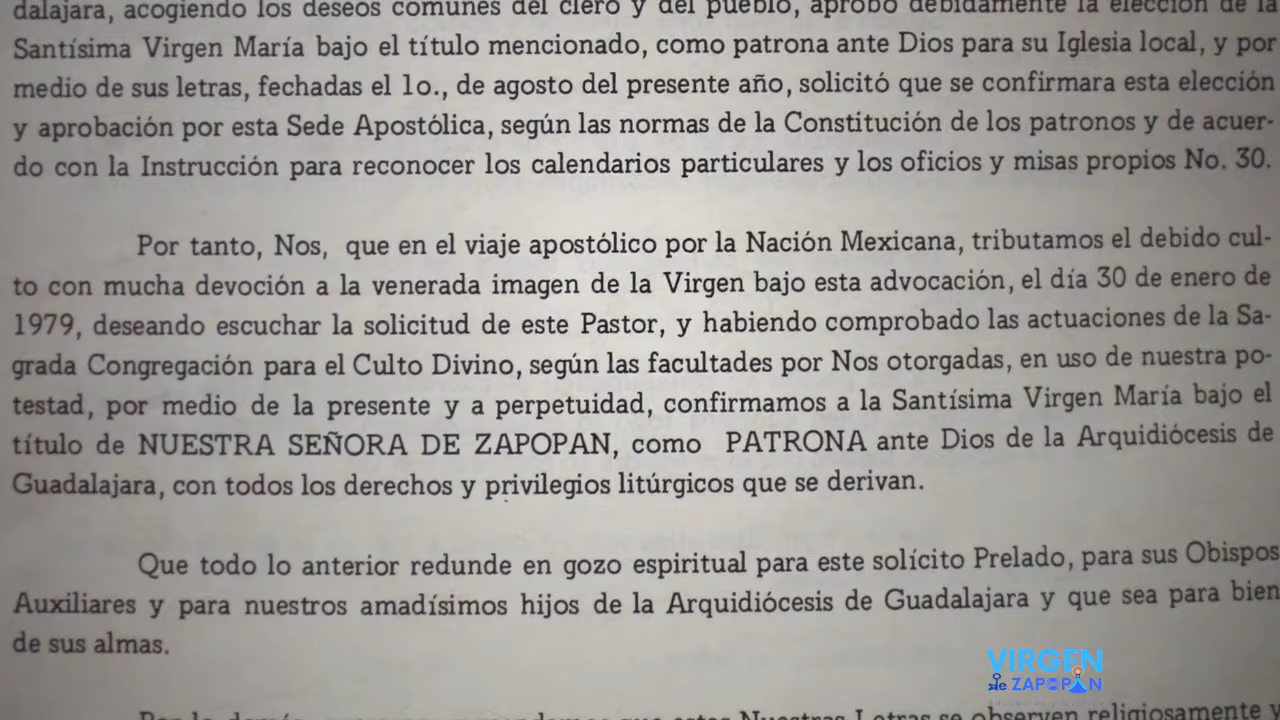 dalajara, acogiendo los deseos comunes del clero y del pueblo, aprobó debidamente la elección de la
Santísima Virgen María bajo el título mencionado, como patrona ante Dios para su Iglesia local, y por
medio de sus letras, fechadas el 1o., de agosto del presente año, solicitó que se confirmara esta elección
y aprobación por esta Sede Apostólica, según las normas de la Constitución de los patronos y de acuer-
do con la Instrucción para reconocer los calendarios particulares y los oficios y misas propios No. 30.
Por tanto, Nos, que en el viaje apostólico por la Nación Mexicana, tributamos el debido cul-
to con mucha devoción a la venerada imagen de la Virgen bajo esta advocación, el día 30 de enero de
1979, deseando escuchar la solicitud de este Pastor, y habiendo comprobado las actuaciones de la Sa-
grada Congregación para el Culto Divino, según las facultades por Nos otorgadas, en uso de nuestra po-
testad, por medio de la presente y a perpetuidad, confirmamos a la Santísima Virgen María bajo el
título de NUESTRA SEÑORA DE ZAPOPAN, como PATRONA ante Dios de la Arquidiócesis de
Guadalajara, con todos los derechos y privilegios litúrgicos que se derivan.
Que todo lo anterior redunde en gozo espiritual para este solícito Prelado, para sus Obispos
Auxiliares y para nuestros amadísimos hijos de la Arquidiócesis de Guadalajara y que sea para bien
de sus almas.
VIRGEN
de ZAPOPAN
Por lo demás, Nuestras Letras se observen religiosamente y